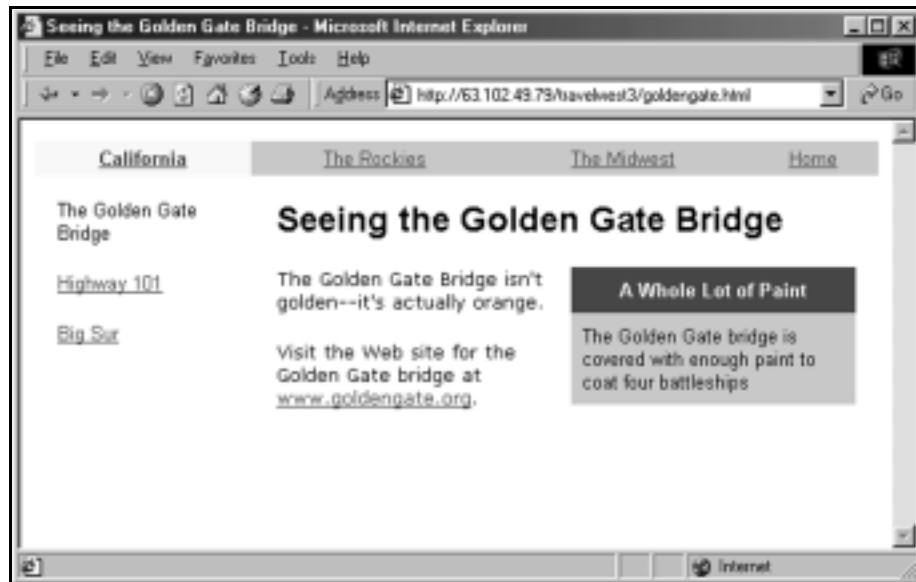 Seeing the Golden Gate Bridge - Microsoft Internet Explorer
File Edit View Favorites Tools Help
Address http://63.102.49.79/travelwest3/goldengate.html Go
California The Rockies The Midwest Home
The Golden Gate
Bridge
Highway 101
Big Sur
Seeing the Golden Gate Bridge
The Golden Gate Bridge isn't
golden--it's actually orange.
Visit the Web site for the
Golden Gate bridge at
www.goldengate.org.
A Whole Lot of Paint
The Golden Gate bridge is
covered with enough paint to
coat four battleships
Internet